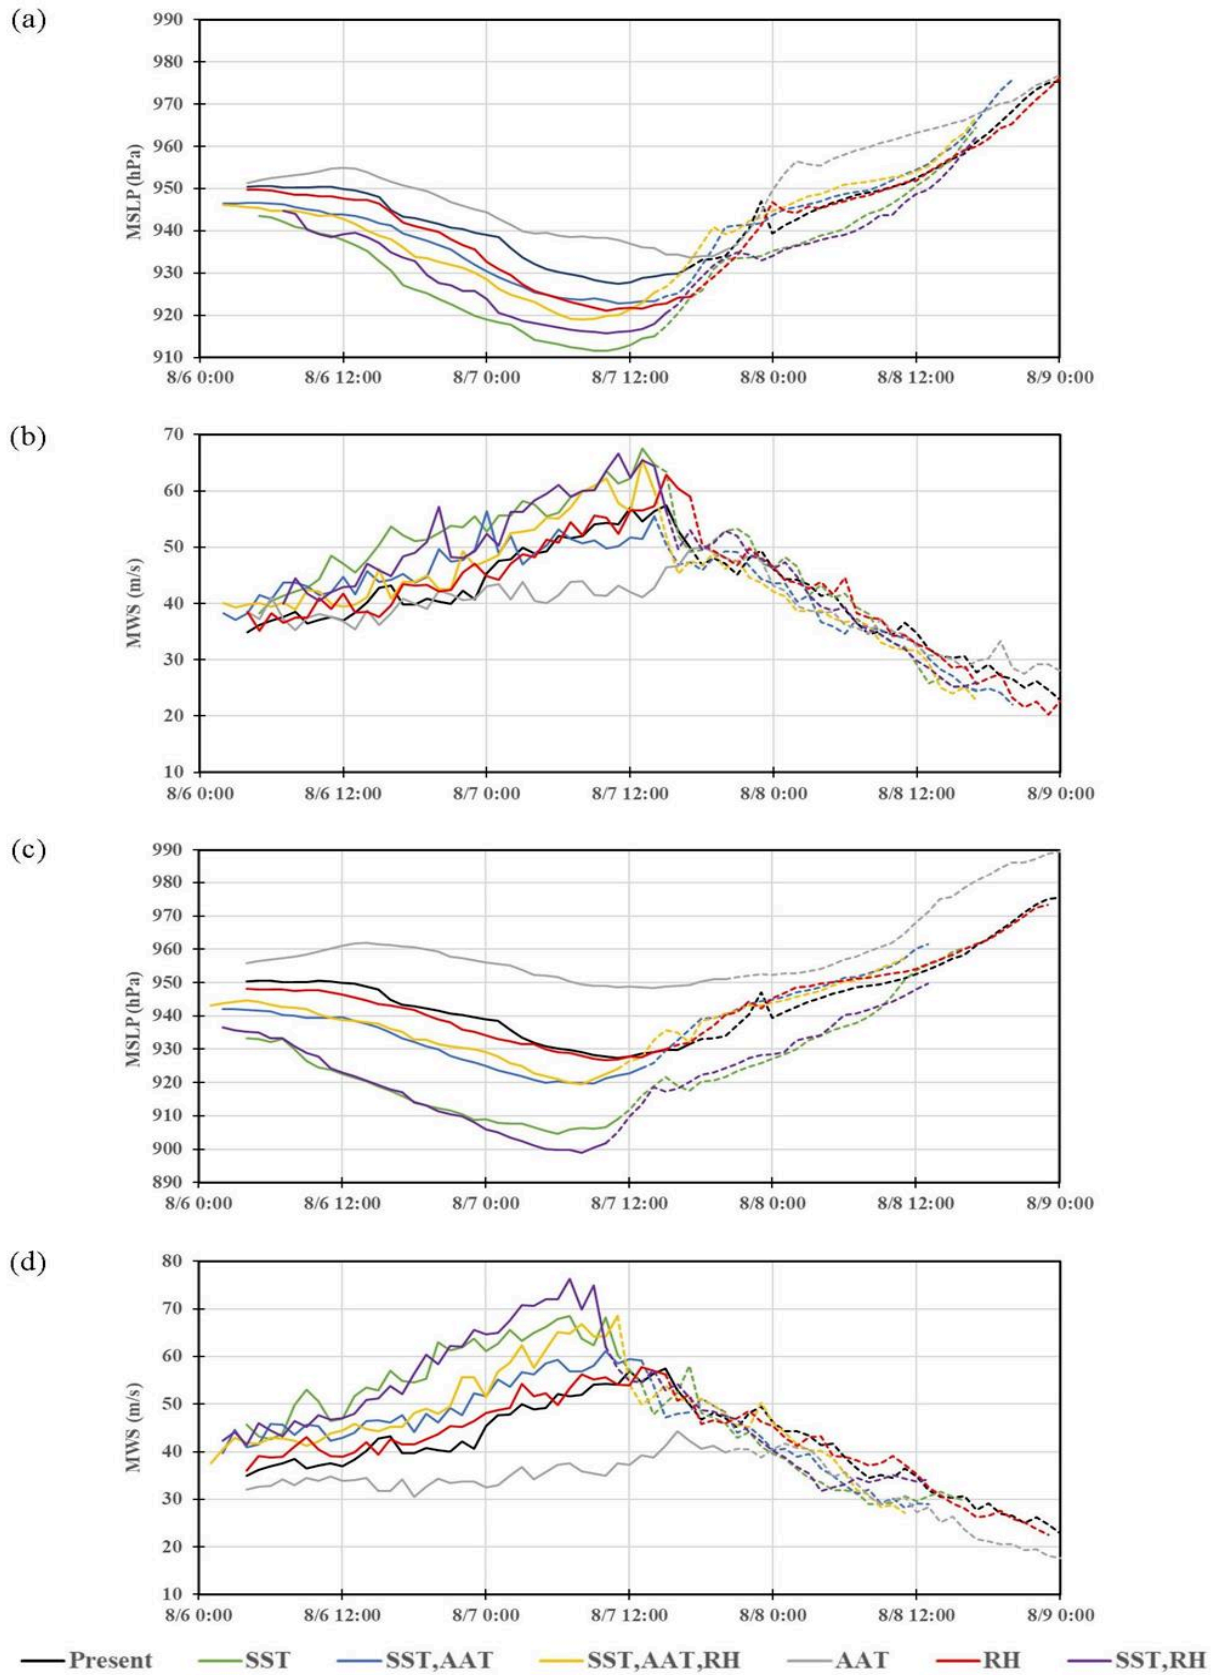 (a)
990
980
970
960
950
940
930
920
910
MSLP (hPa)
8/6 0:00 8/6 12:00 8/7 0:00 8/7 12:00 8/8 0:00 8/8 12:00 8/9 0:00
(b)
70
60
50
40
30
20
10
MWS (m/s)
8/6 0:00 8/6 12:00 8/7 0:00 8/7 12:00 8/8 0:00 8/8 12:00 8/9 0:00
(c)
990
980
970
960
950
940
930
920
910
900
890
MSLP (hPa)
8/6 0:00 8/6 12:00 8/7 0:00 8/7 12:00 8/8 0:00 8/8 12:00 8/9 0:00
(d)
80
70
60
50
40
30
20
10
MWS (m/s)
8/6 0:00 8/6 12:00 8/7 0:00 8/7 12:00 8/8 0:00 8/8 12:00 8/9 0:00
Present SST SST,AAT SST,AAT,RH AAT RH SST,RH